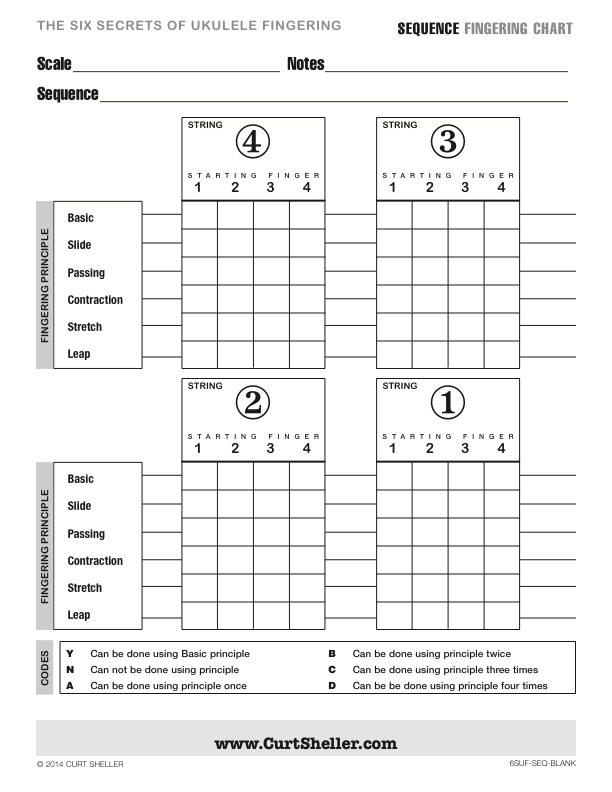 THE SIX SECRETS OF UKULELE FINGERING
SEQUENCE FINGERING CHART
Scale Notes
Sequence
STRING
4
STARTING FINGER
1 2 3 4
STRING
3
STARTING FINGER
1 2 3 4
FINGERING PRINCIPLE
Basic
Slide
Passing
Contraction
Stretch
Leap
STRING
2
STARTING FINGER
1 2 3 4
STRING
1
STARTING FINGER
1 2 3 4
FINGERING PRINCIPLE
Basic
Slide
Passing
Contraction
Stretch
Leap
CODES
Y Can be done using Basic principle
N Can not be done using principle
A Can be done using principle once
B Can be done using principle twice
C Can be done using principle three times
D Can be be done using principle four times
www.CurtSheller.com
© 2014 CURT SHELLER
6SUF-SEQ-BLANK